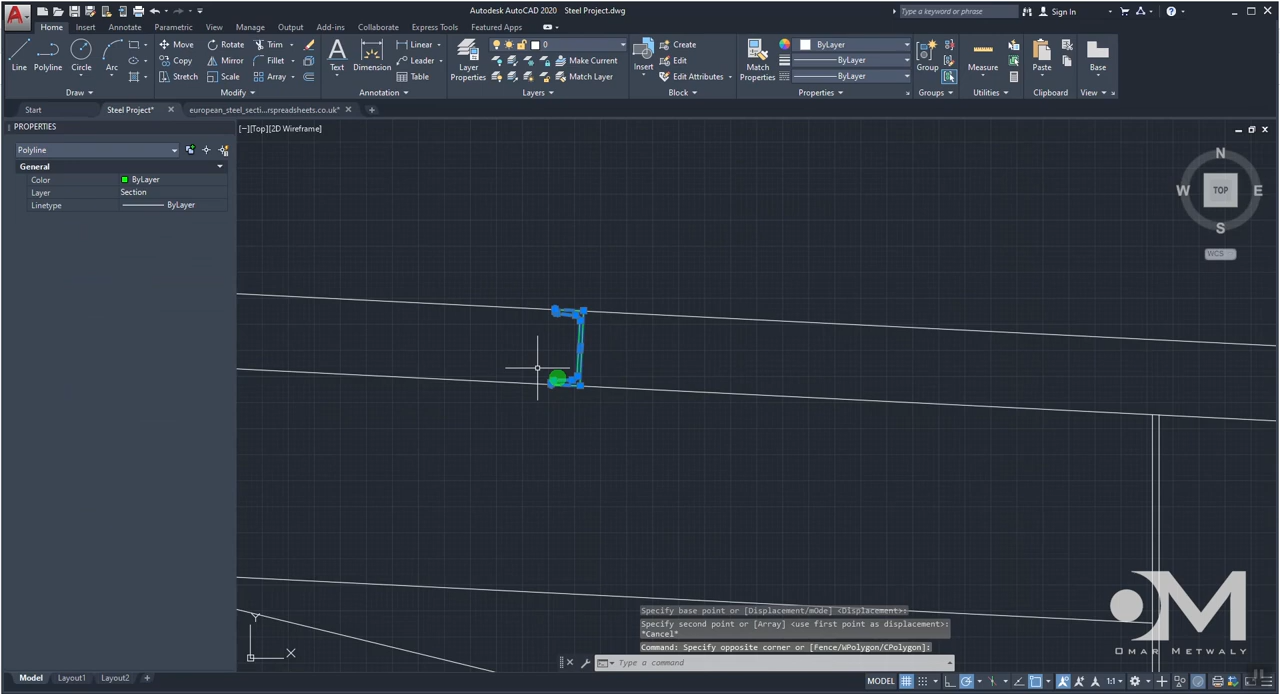 Autodesk AutoCAD 2020 Steel Project.dwg
Type a keyword or phrase
Sign In
Home Insert Annotate Parametric View Manage Output Collaborate Express Tools Featured Apps
Line
Polyline
Circle
Arc
Move Rotate Trim
Copy Mirror Fillet
Stretch Scale Array
Text
Dimension
Linear
Leader
Table
Layer
Properties
0
Make Current
Match Layer
Insert
Create
Edit
Edit Attributes
Match
Properties
ByLayer
ByLayer
ByLayer
Group
Measure
Paste
Base
Draw Modify Annotation Layers Block Properties Groups Utilities Clipboard View
Start Steel Project* european_steel_secti...rspreadsheets.co.uk*
PROPERTIES
[−][Top][2D Wireframe]
Polyline
General
Color ByLayer
Layer Section
Linetype ByLayer
N
W TOP E
S
WCS
Y
X
Specify base point or [Displacement/mOde] <Displacement>:
Specify second point or [Array] <use first point as displacement>:
*Cancel*
Command: Specify opposite corner or [Fence/WPolygon/CPolygon]:
Type a command
OM
OMAR METWALY
Model Layout1 Layout2
MODEL 1:1